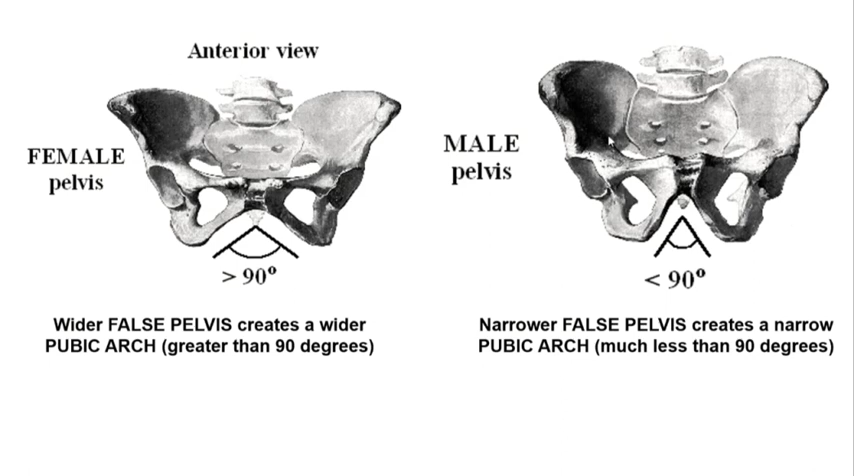 Anterior view
FEMALE
pelvis
> 90°
Wider FALSE PELVIS creates a wider
PUBIC ARCH (greater than 90 degrees)
MALE
pelvis
< 90°
Narrower FALSE PELVIS creates a narrow
PUBIC ARCH (much less than 90 degrees)